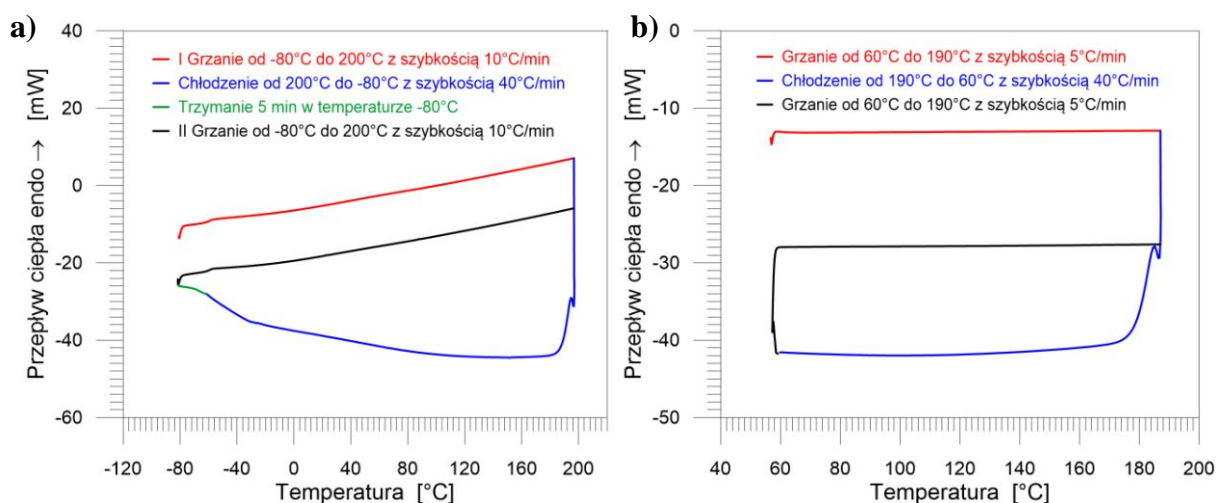 a)
I Grzanie od -80°C do 200°C z szybkością 10°C/min
Chłodzenie od 200°C do -80°C z szybkością 40°C/min
Trzymanie 5 min w temperaturze -80°C
II Grzanie od -80°C do 200°C z szybkością 10°C/min
Przepływ ciepła endo → [mW]
40
20
0
-20
-40
-60
-120 -80 -40 0 40 80 120 160 200
Temperatura [°C]
b)
Grzanie od 60°C do 190°C z szybkością 5°C/min
Chłodzenie od 190°C do 60°C z szybkością 40°C/min
Grzanie od 60°C do 190°C z szybkością 5°C/min
Przepływ ciepła endo → [mW]
0
-10
-20
-30
-40
-50
40 60 80 100 120 140 160 180 200
Temperatura [°C]